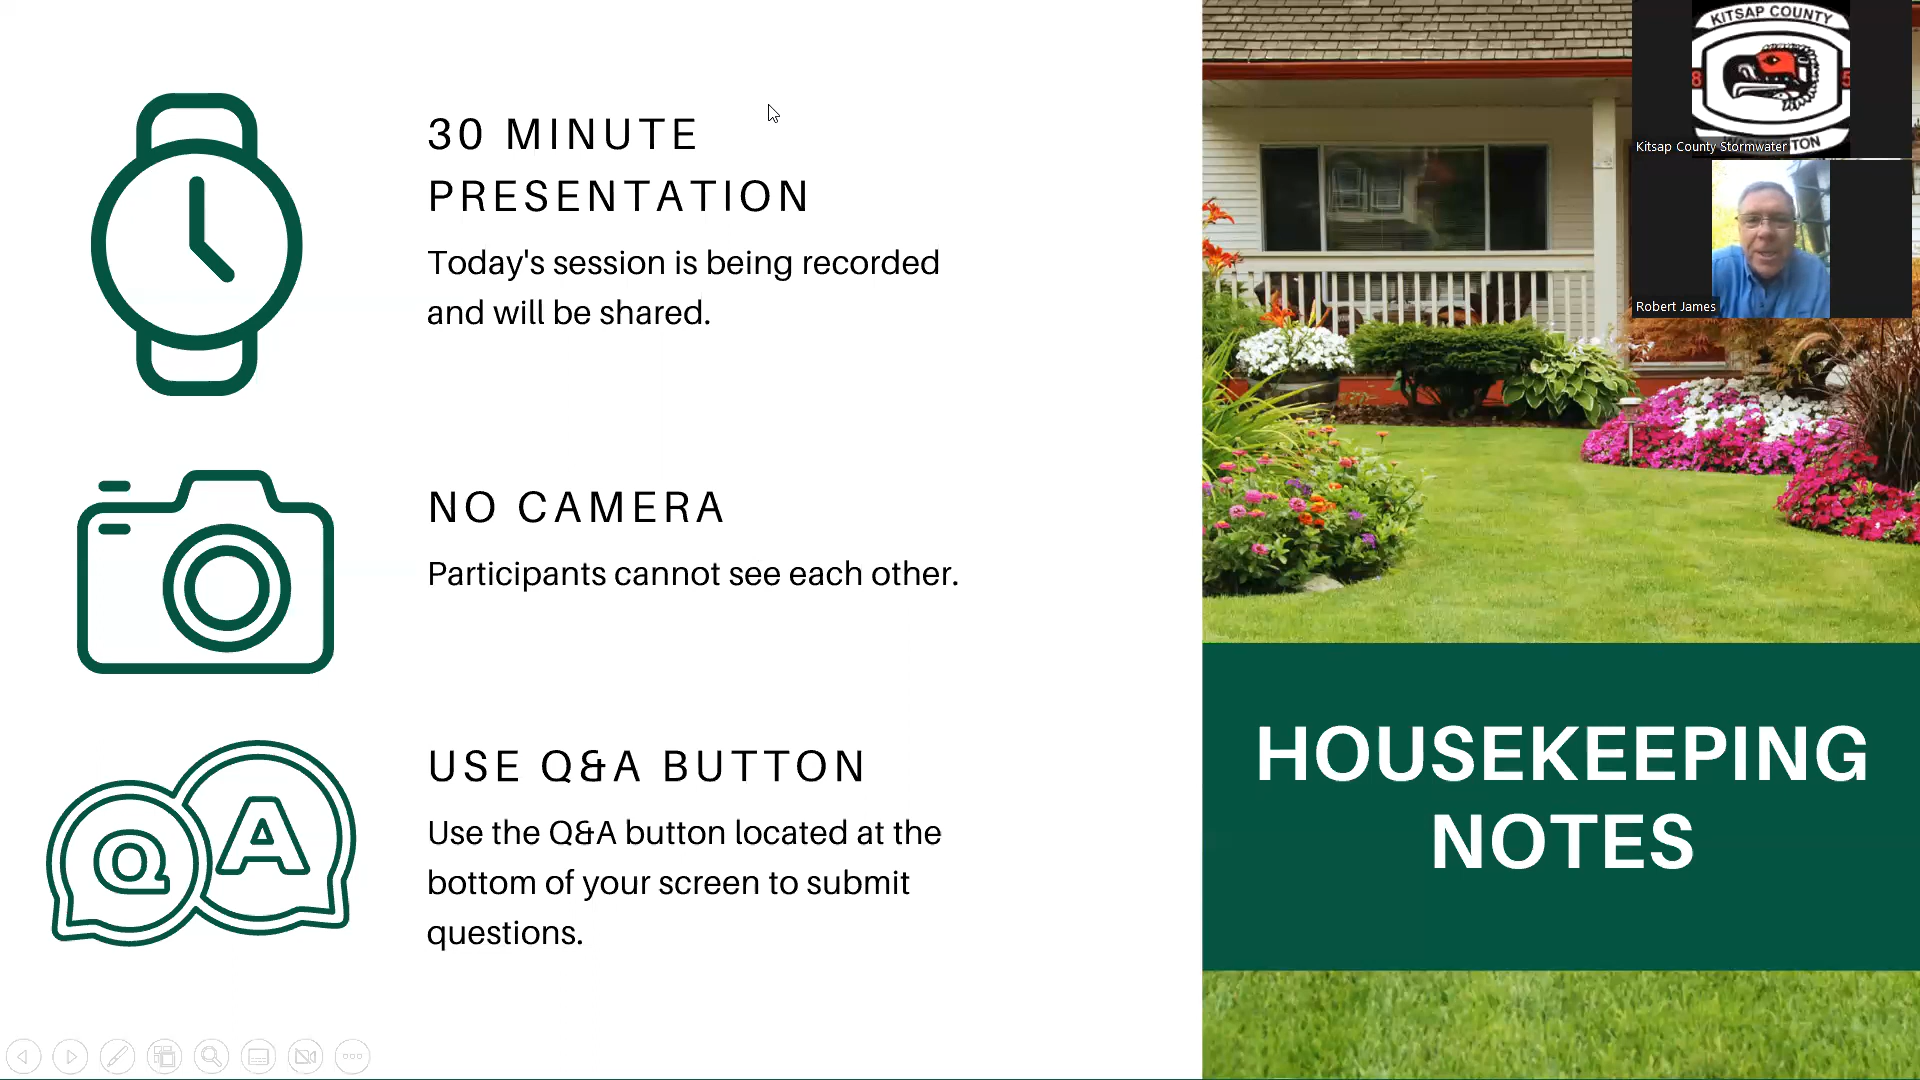 30 MINUTE
PRESENTATION
Today's session is being recorded
and will be shared.
NO CAMERA
Participants cannot see each other.
Q A
USE Q&A BUTTON
Use the Q&A button located at the
bottom of your screen to submit
questions.
KITSAP COUNTY
8 5
TON
Kitsap County Stormwater
Robert James
HOUSEKEEPING
NOTES